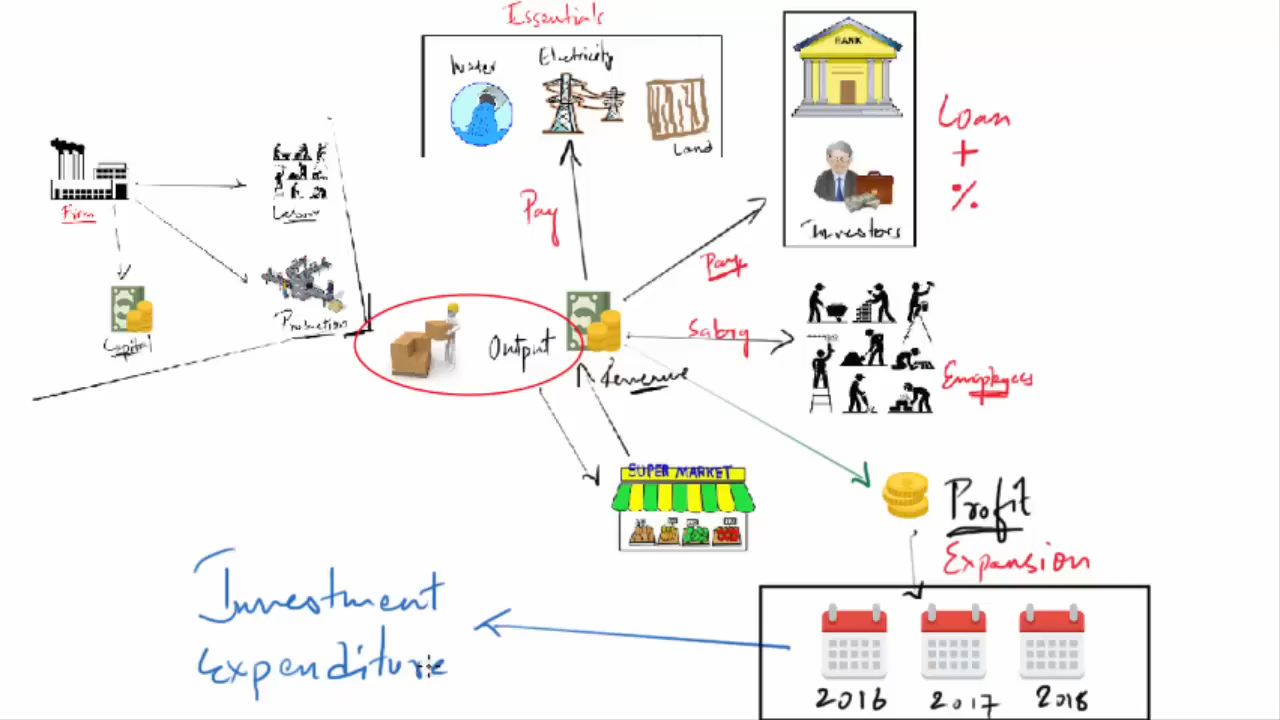 Essentials
Water
Electricity
Land
BANK
Investors
Loan
+
%
Firm
Labour
Capital
Production
Pay
Pay
Output
Revenue
Salary
Employees
SUPER MARKET
Profit
Expansion
2016
2017
2018
Investment
Expenditure